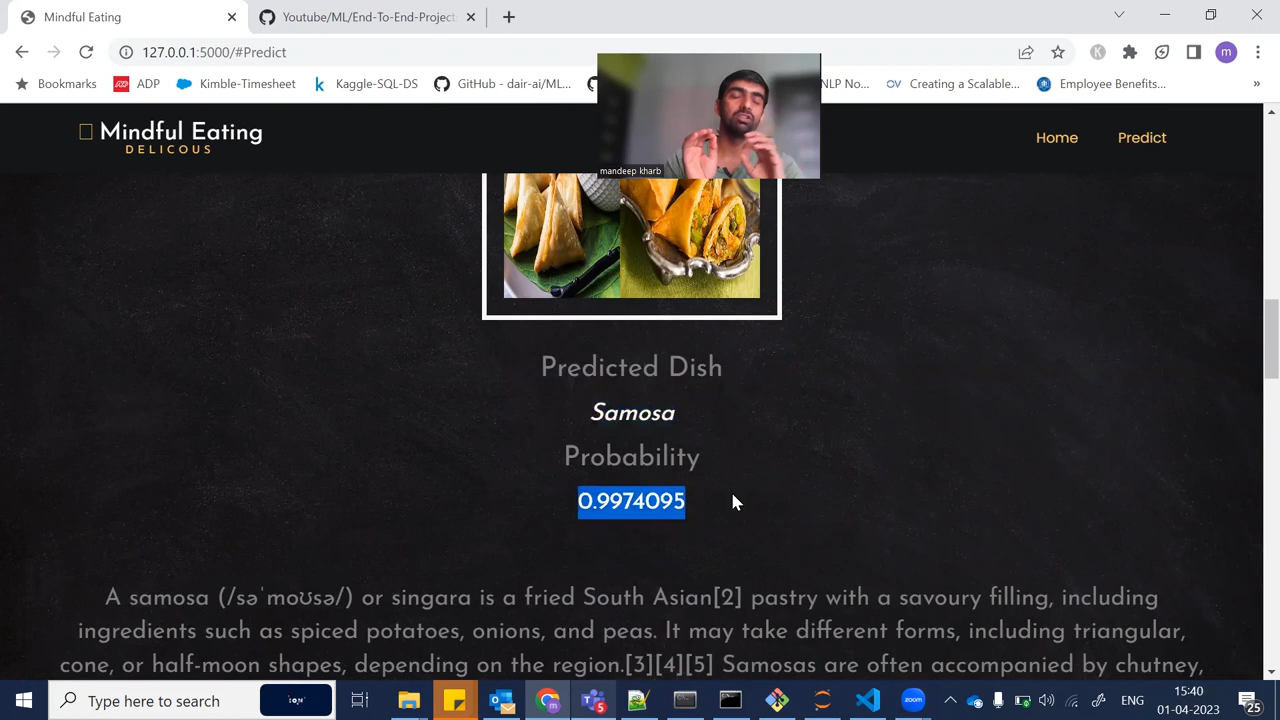 Mindful Eating
Youtube/ML/End-To-End-Project
127.0.0.1:5000/#Predict
m
Bookmarks
ADP
Kimble-Timesheet
Kaggle-SQL-DS
GitHub - dair-ai/ML...
NLP No...
OV
Creating a Scalable...
Employee Benefits...
»
Mindful Eating
DELICOUS
Home
Predict
mandeep kharb
Predicted Dish
Samosa
Probability
0.9974095
A samosa (/səˈmoʊsə/) or singara is a fried South Asian[2] pastry with a savoury filling, including
ingredients such as spiced potatoes, onions, and peas. It may take different forms, including triangular,
cone, or half-moon shapes, depending on the region.[3][4][5] Samosas are often accompanied by chutney,
Type here to search
zoom
ENG
15:40
01-04-2023
25